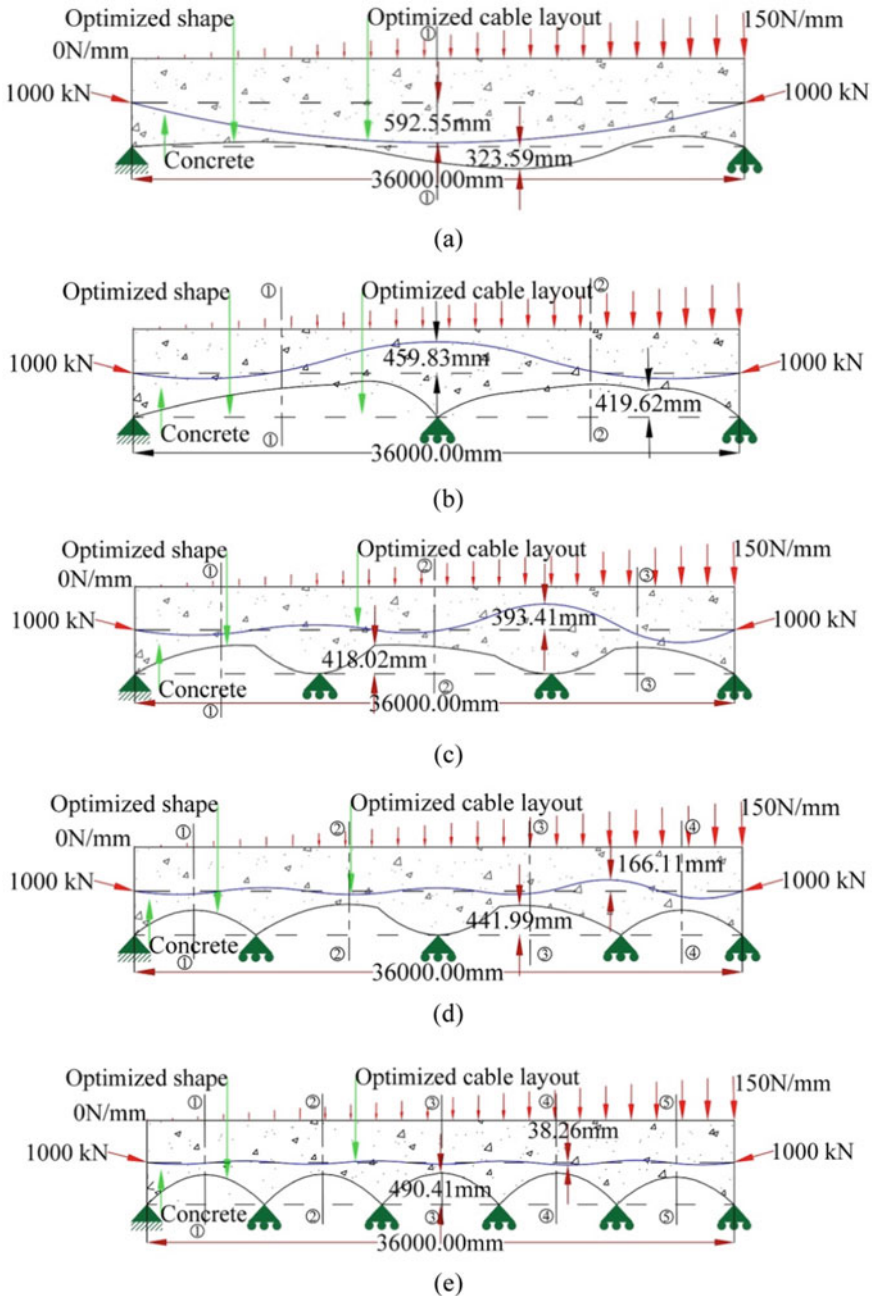 Optimized shape
Optimized cable layout
①
150N/mm
0N/mm
1000 kN
1000 kN
592.55mm
Concrete
323.59mm
36000.00mm
①
(a)
Optimized shape
①
Optimized cable layout
②
1000 kN
459.83mm
1000 kN
419.62mm
Concrete
①
②
36000.00mm
(b)
Optimized shape
Optimized cable layout
150N/mm
0N/mm
①
②
③
1000 kN
393.41mm
1000 kN
418.02mm
Concrete
②
③
36000.00mm
①
(c)
Optimized shape
Optimized cable layout
150N/mm
0N/mm
①
②
③
④
1000 kN
166.11mm
1000 kN
441.99mm
Concrete
①
②
③
④
36000.00mm
(d)
Optimized shape
Optimized cable layout
150N/mm
0N/mm
①
②
③
④
⑤
38.26mm
1000 kN
1000 kN
490.41mm
Concrete
①
②
③
④
⑤
36000.00mm
(e)